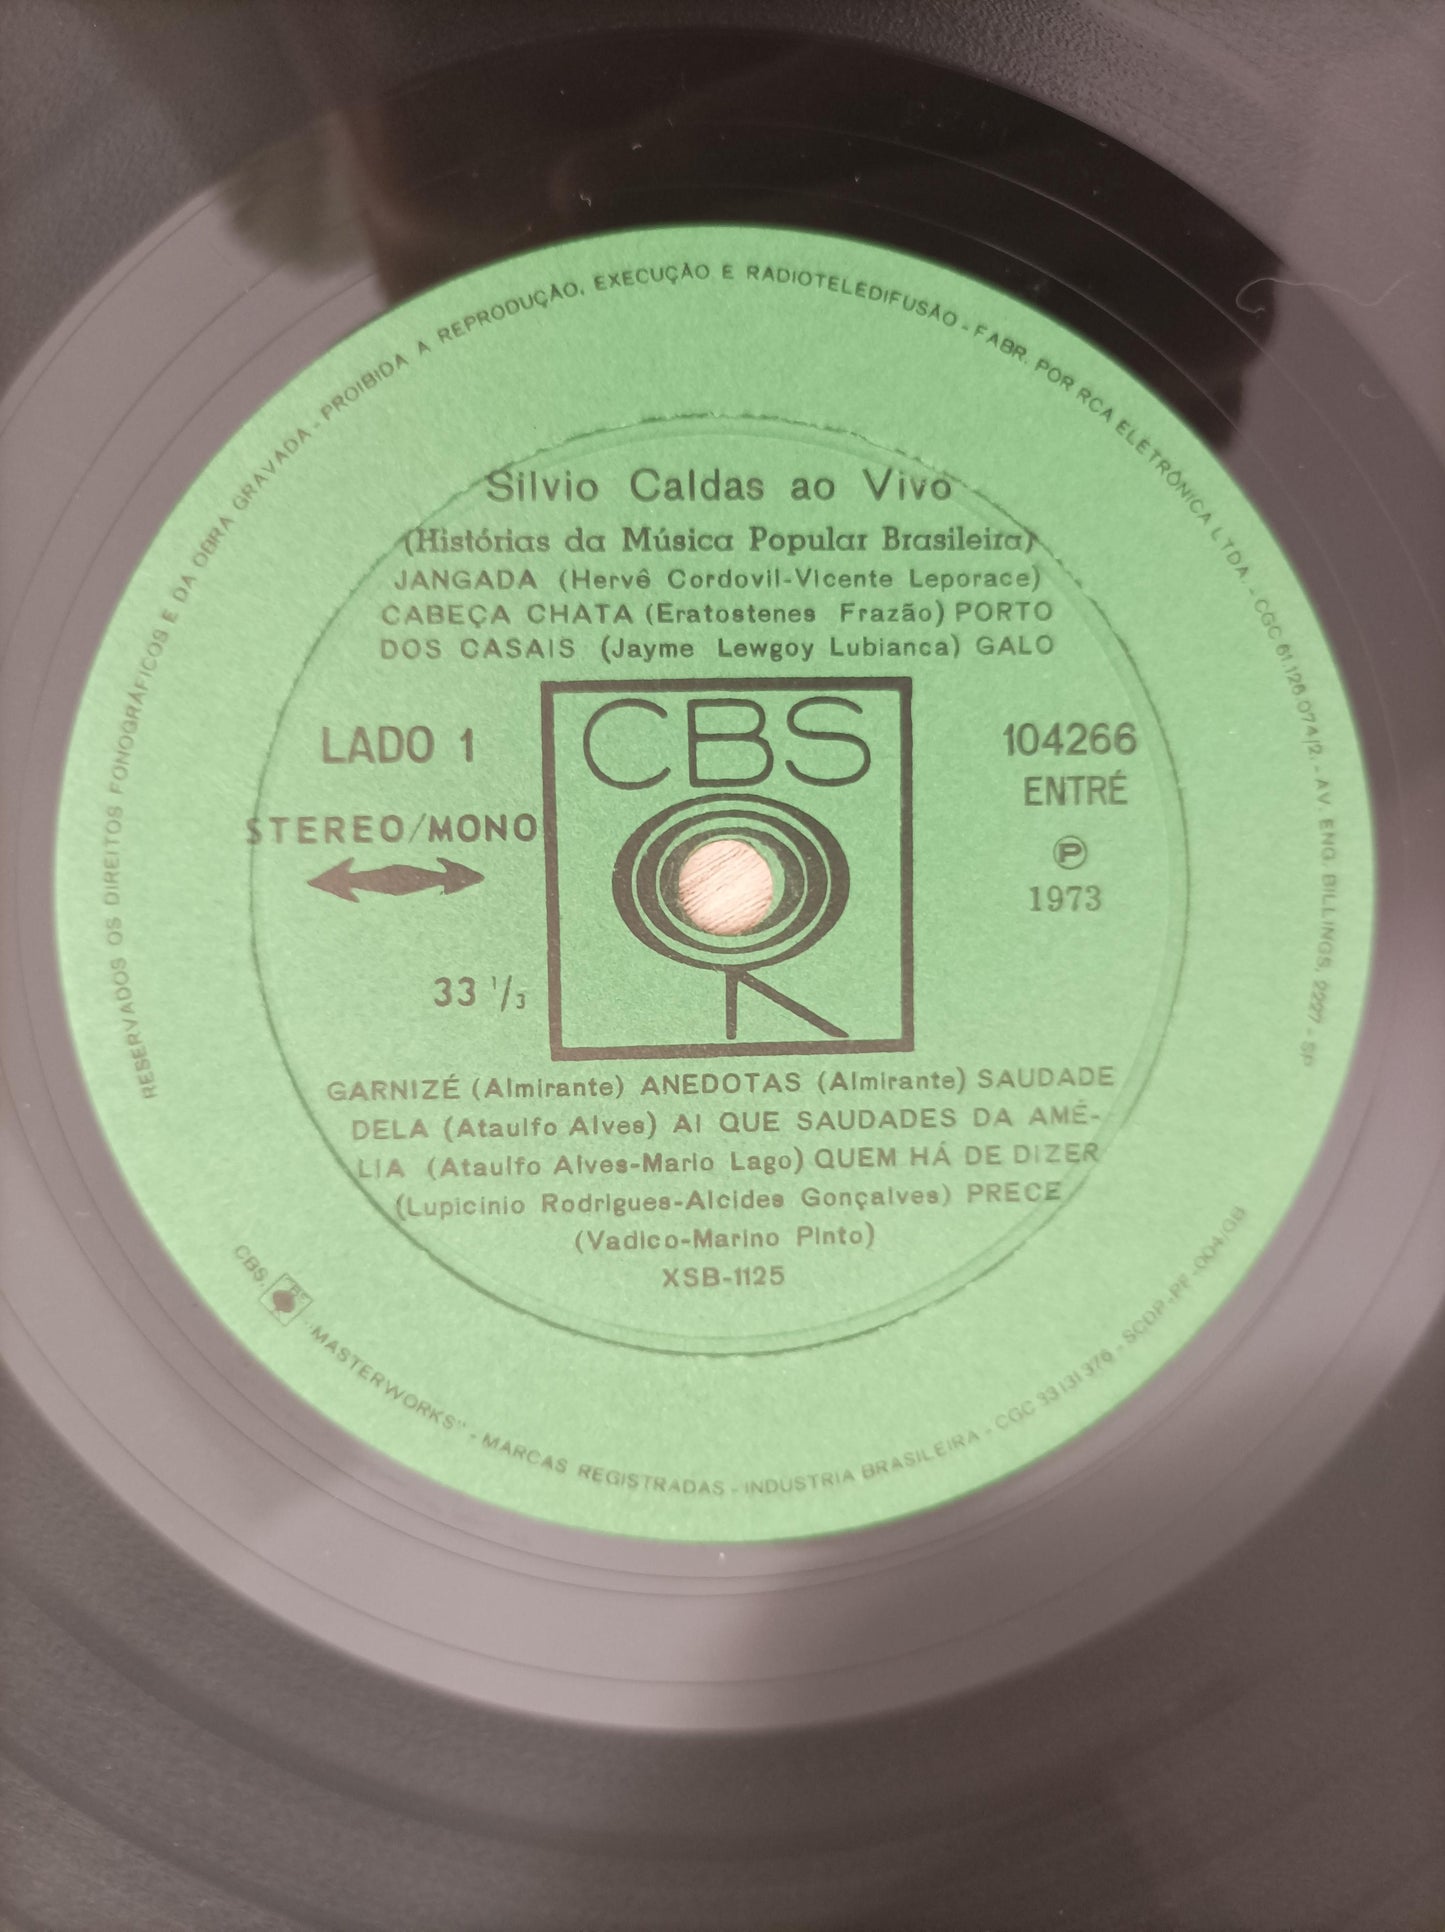 RESERVADOS OS DIREITOS FONOGRÁFICOS E DA OBRA GRAVADA - PROIBIDA A REPRODUÇÃO, EXECUÇÃO E RADIOTELEDIFUSÃO - FABR. POR RCA ELETRÔNICA LTDA. - CGC 61.126.074/2. - AV. ENG. BILLINGS, 2227 - SP
Silvio Caldas ao Vivo
(Histórias da Música Popular Brasileira)
JANGADA (Hervê Cordovil-Vicente Leporace)
CABEÇA CHATA (Eratostenes Frazão) PORTO
DOS CASAIS (Jayme Lewgoy Lubianca) GALO
CBS
LADO 1
104266
ENTRÉ
STEREO/MONO
Ⓟ
1973
33 1/3
GARNIZÉ (Almirante) ANEDOTAS (Almirante) SAUDADE
DELA (Ataulfo Alves) AI QUE SAUDADES DA AMÉ-
LIA (Ataulfo Alves-Mario Lago) QUEM HÁ DE DIZER
(Lupicinio Rodrigues-Alcides Gonçalves) PRECE
(Vadico-Marino Pinto)
XSB-1125
CBS, "MASTERWORKS" - MARCAS REGISTRADAS - INDÚSTRIA BRASILEIRA - CGC 33 131 376 - SCDP-PF-004/GB